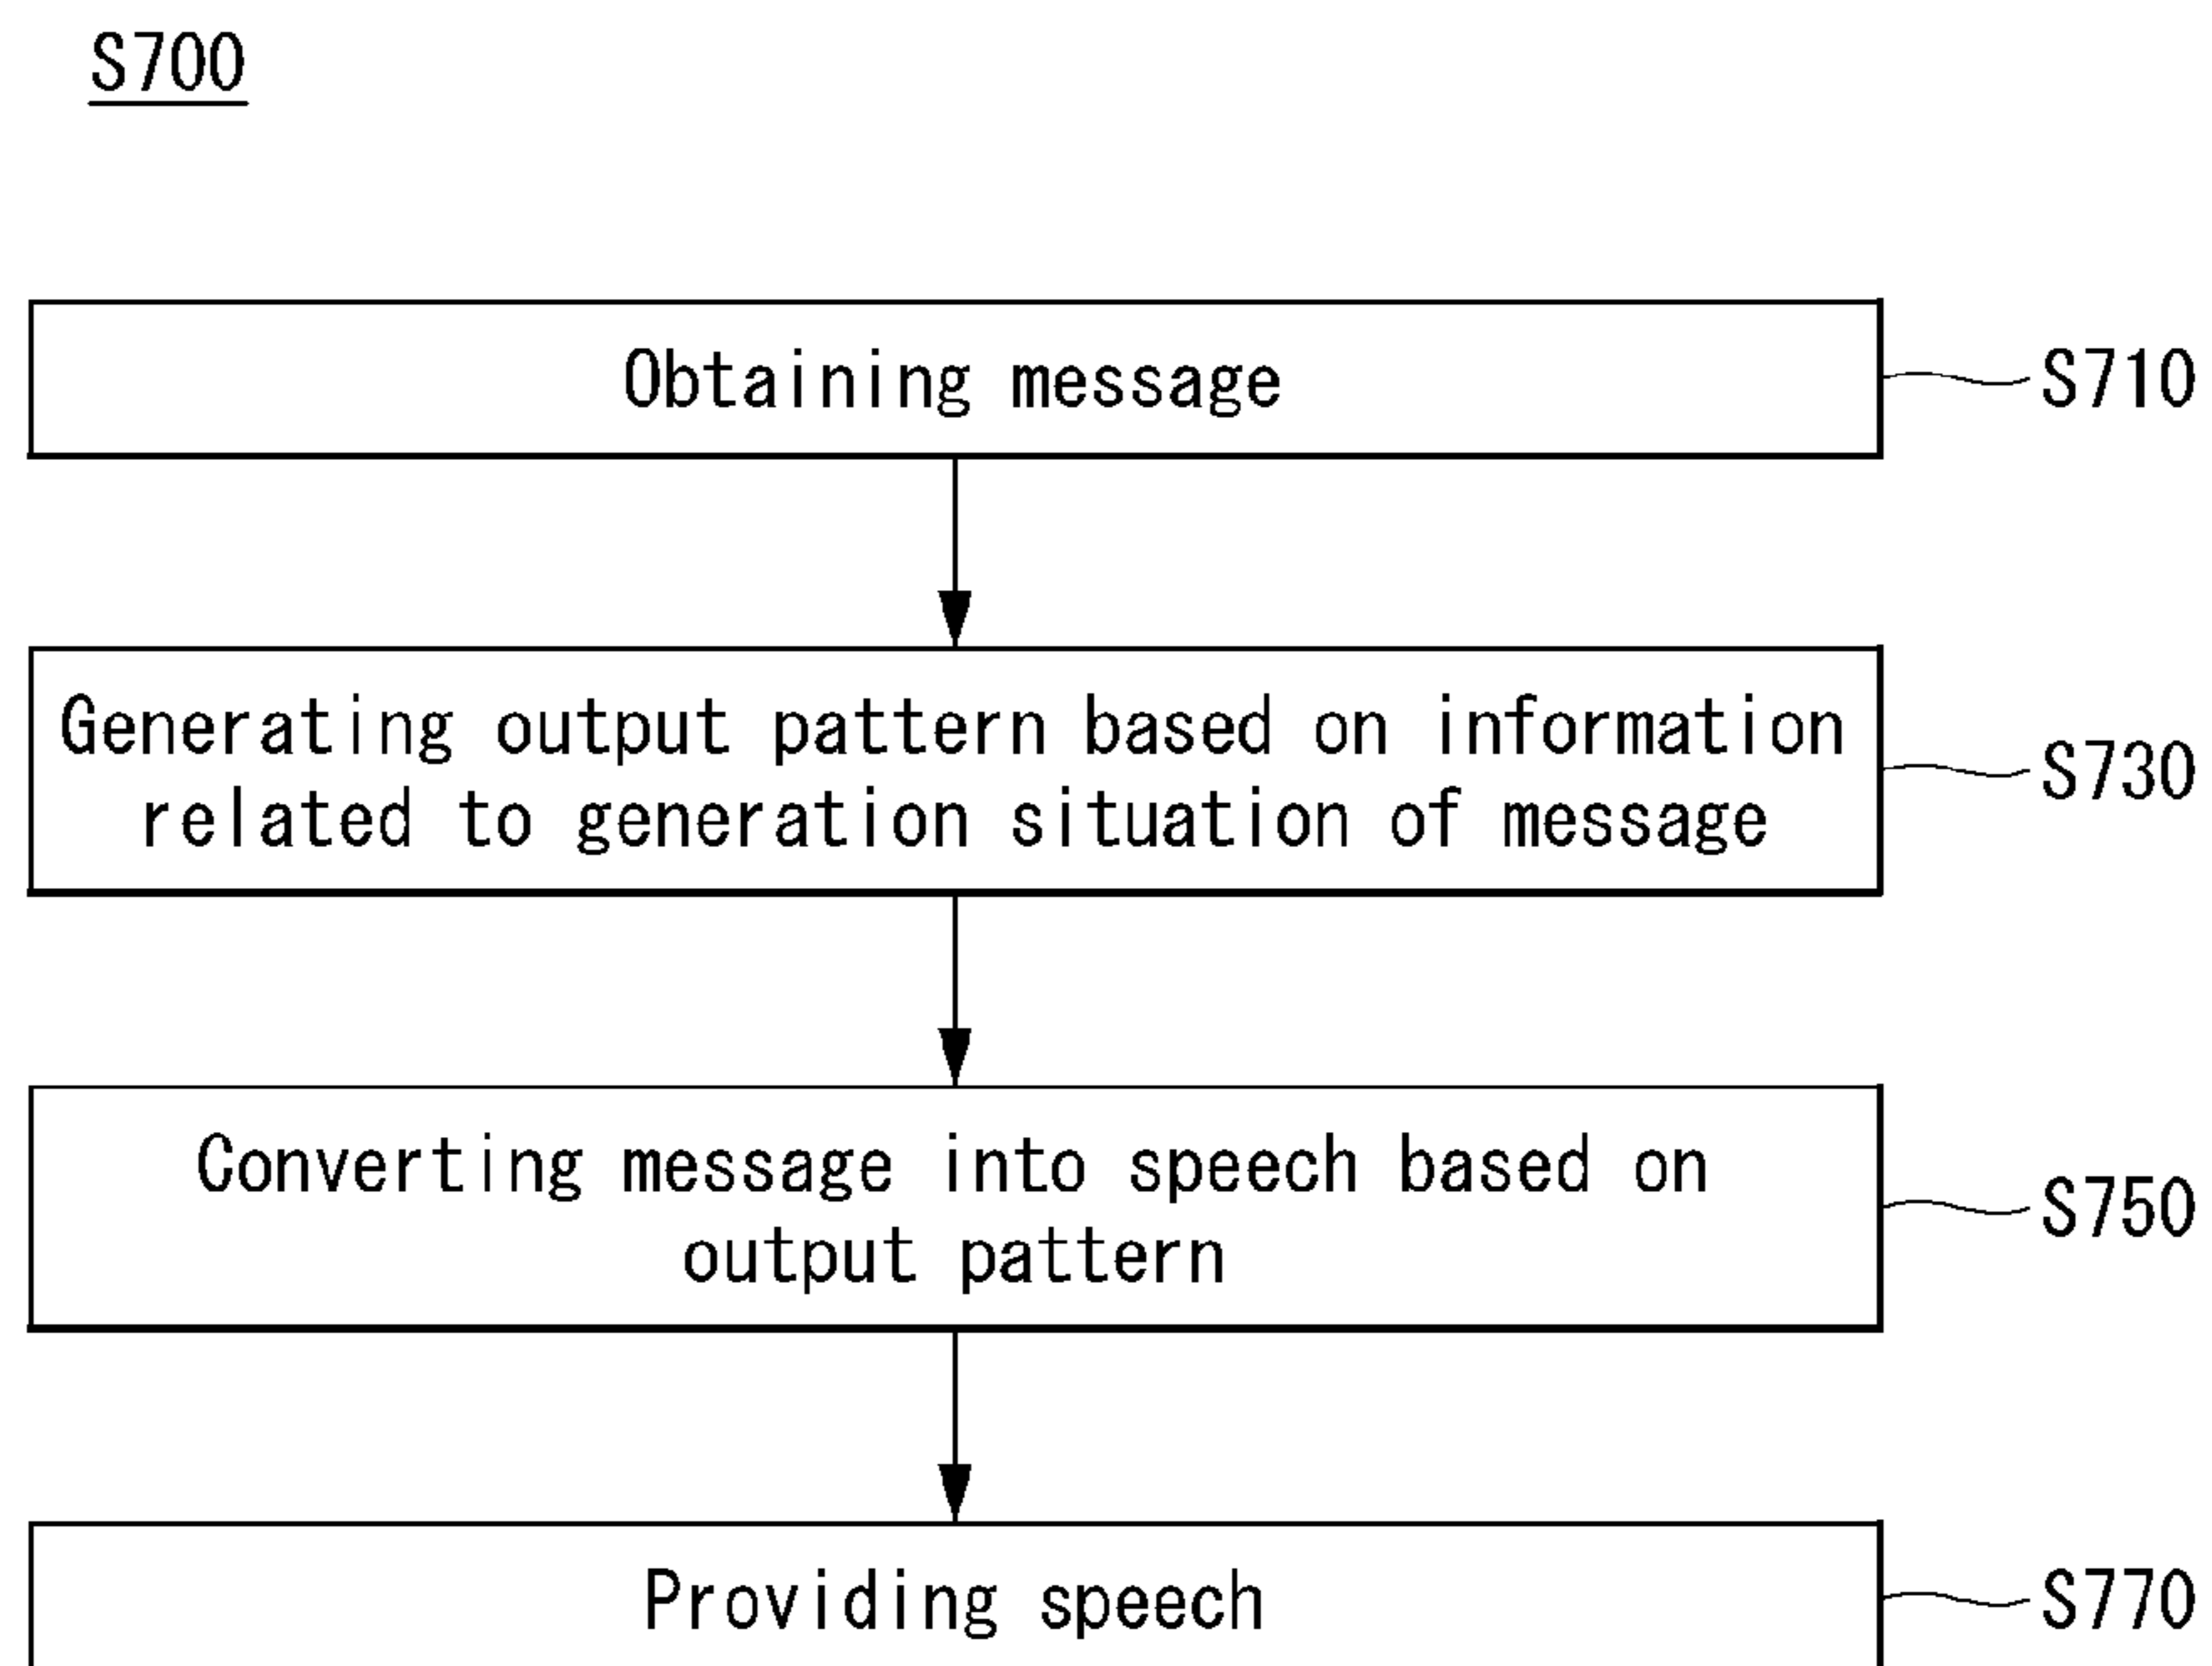 S700
Obtaining message
S710
Generating output pattern based on information
related to generation situation of message
S730
Converting message into speech based on
output pattern
S750
Providing speech
S770